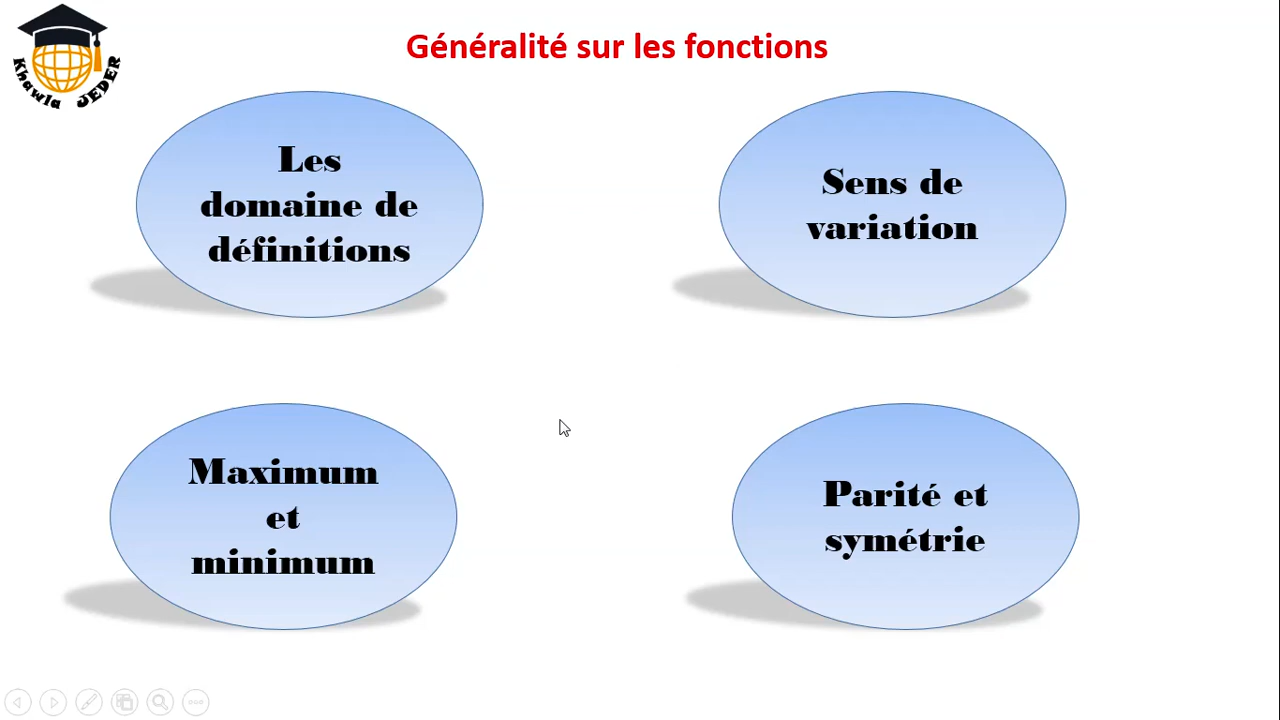 Khawla JEDER
Généralité sur les fonctions
Les
domaine de
définitions
Sens de
variation
Maximum
et
minimum
Parité et
symétrie